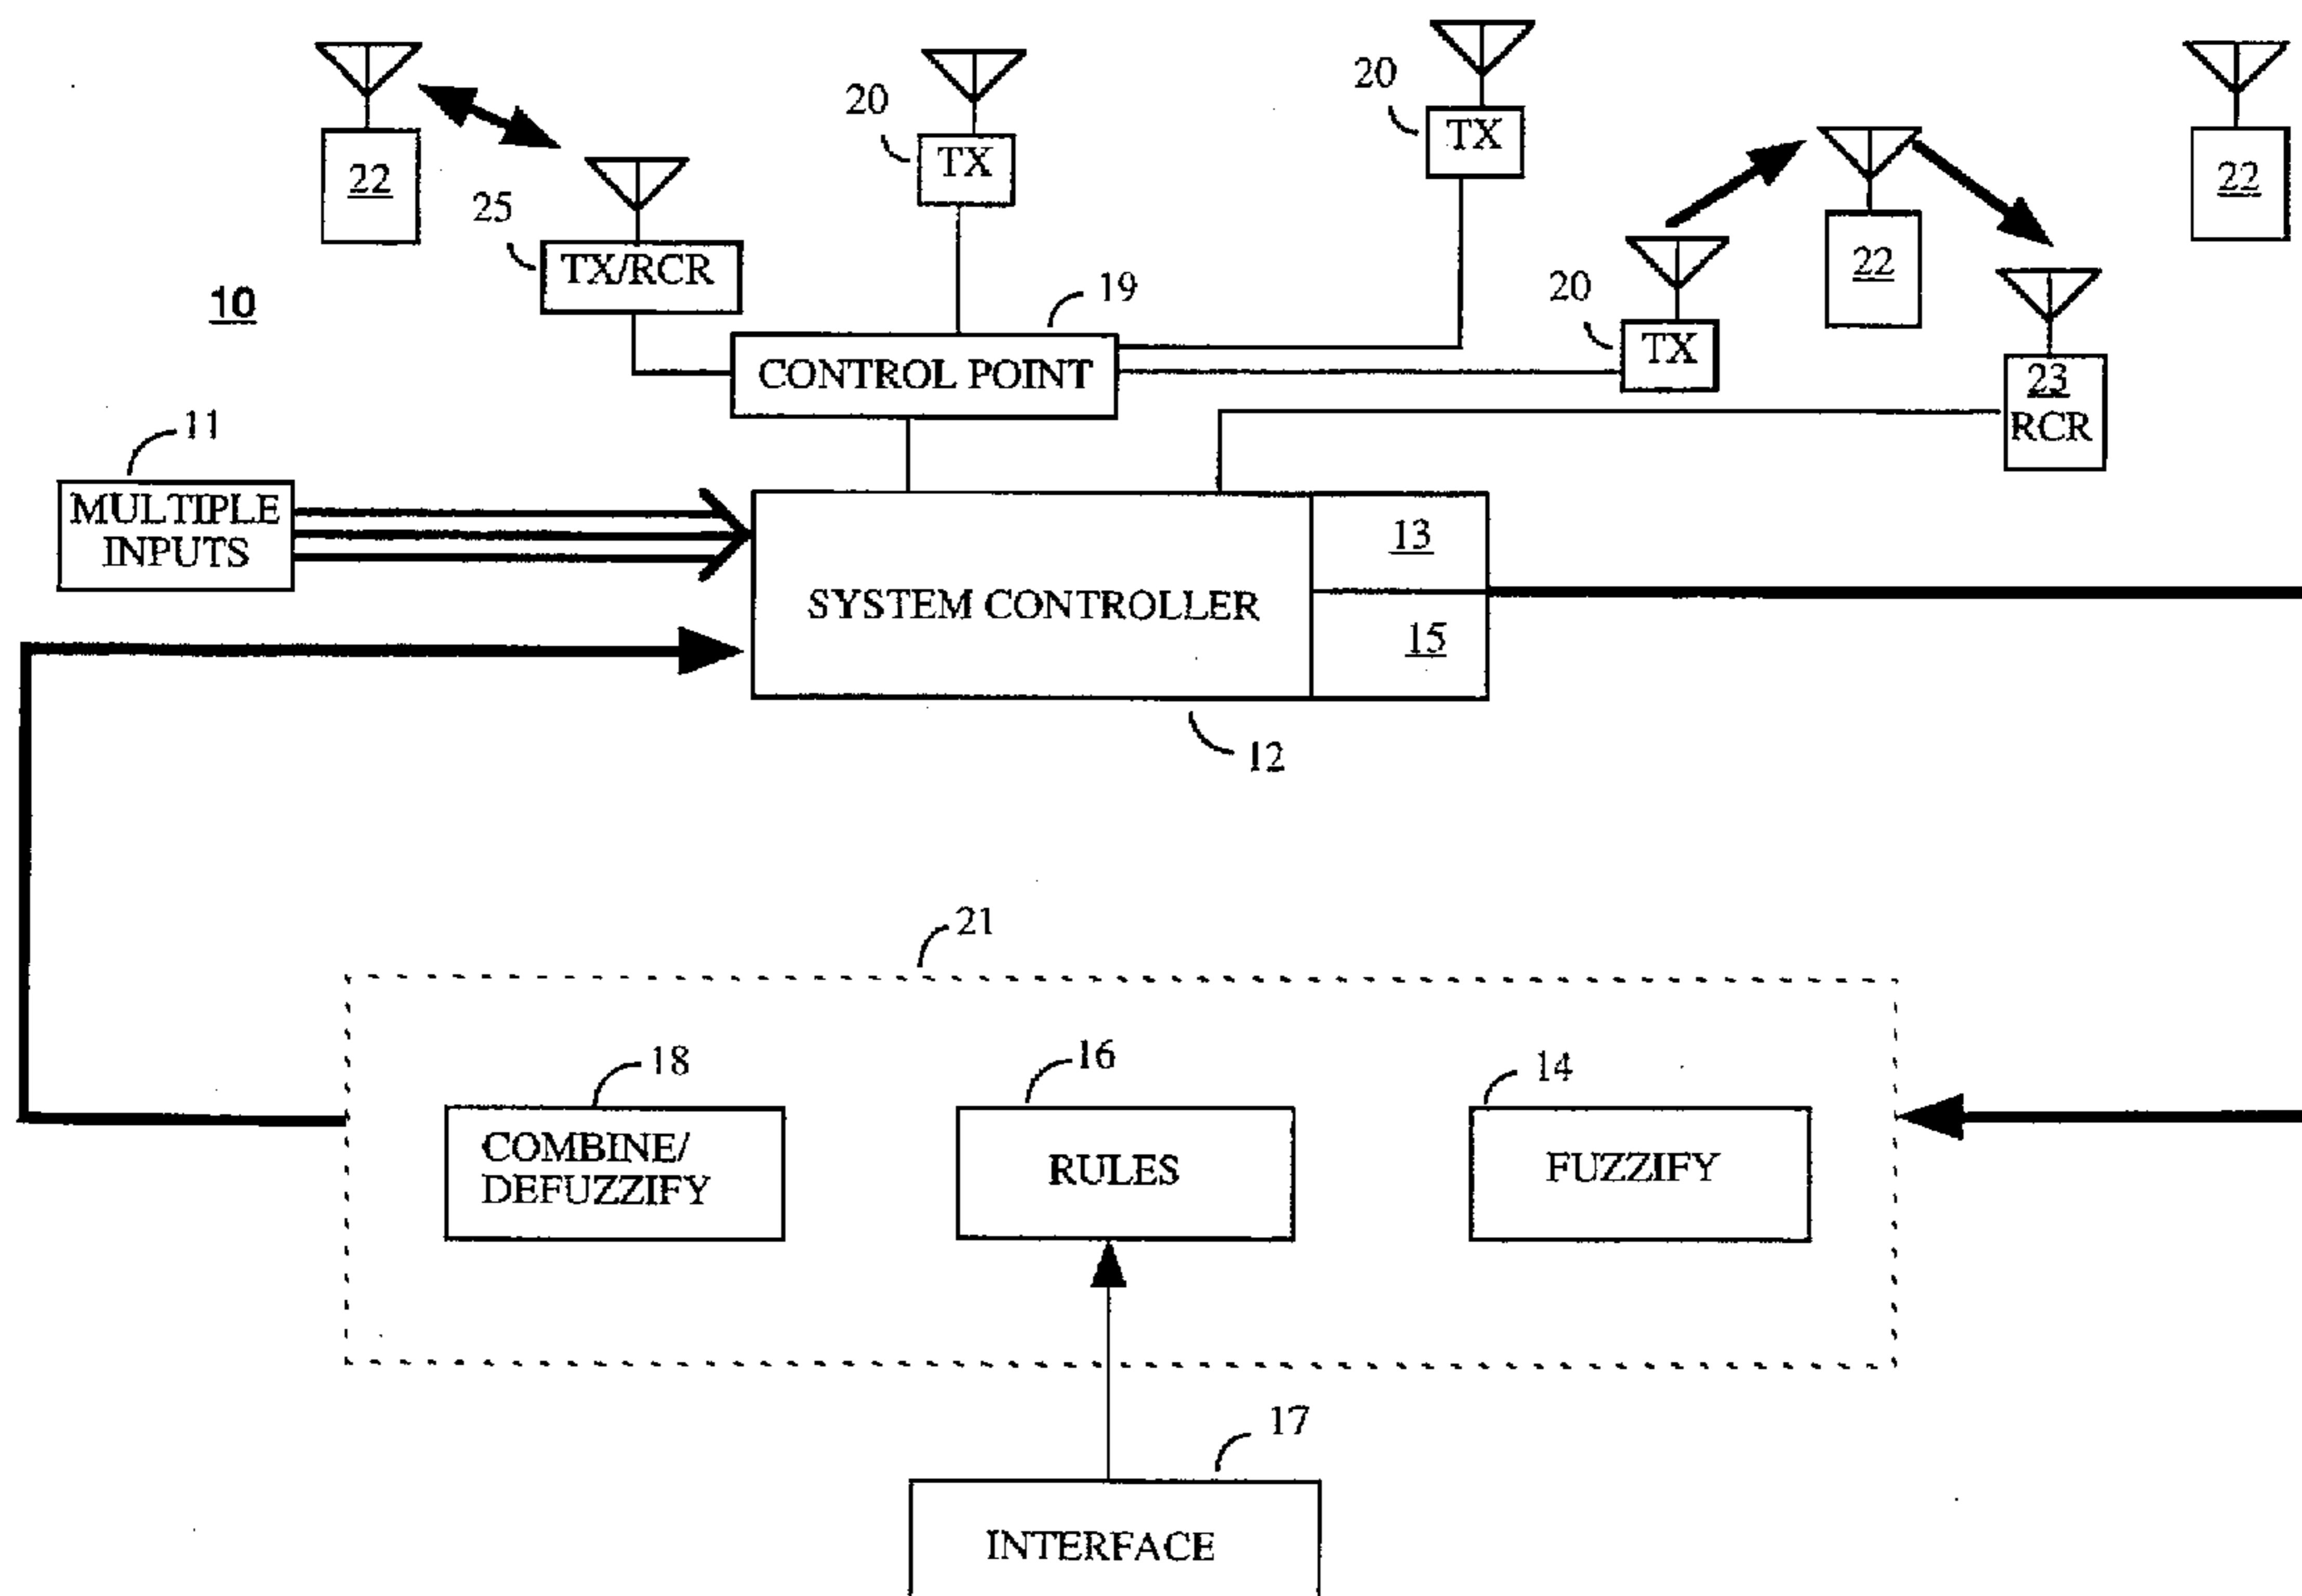 20
20
TX
TX
22
22
25
TX/RCR
22
10
19
20
TX
23
RCR
CONTROL POINT
11
MULTIPLE
INPUTS
13
SYSTEM CONTROLLER
15
12
21
18
16
14
COMBINE/
DEFUZZIFY
RULES
FUZZIFY
17
INTERFACE